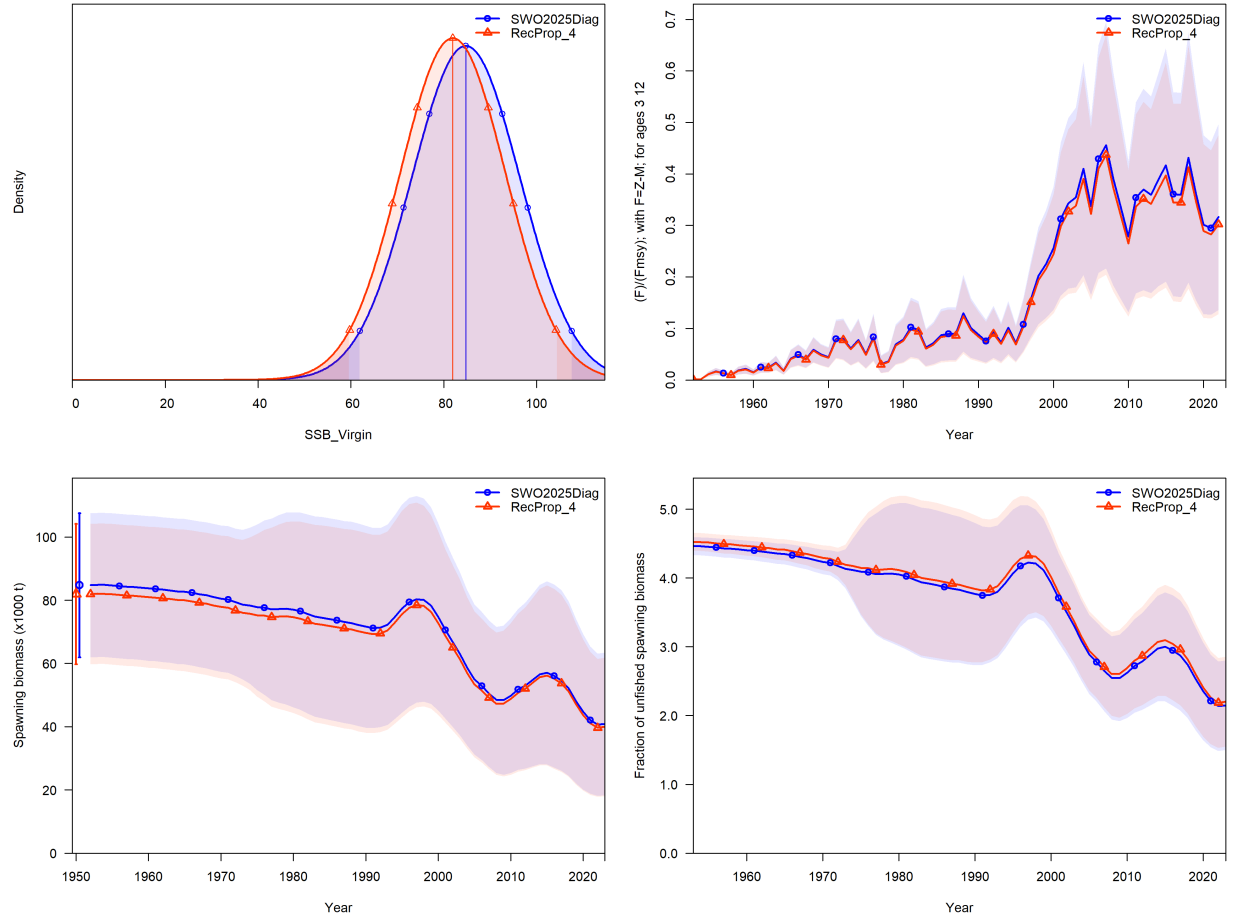 Density
SWO2025Diag
RecProp_4
0 20 40 60 80 100
SSB_Virgin
(F)/(Fmsy); with F=Z-M; for ages 3 12
0.7
0.6
0.5
0.4
0.3
0.2
0.1
0.0
SWO2025Diag
RecProp_4
1960 1970 1980 1990 2000 2010 2020
Year
Spawning biomass (x1000 t)
100
80
60
40
20
0
SWO2025Diag
RecProp_4
1950 1960 1970 1980 1990 2000 2010 2020
Year
Fraction of unfished spawning biomass
5.0
4.0
3.0
2.0
1.0
0.0
SWO2025Diag
RecProp_4
1960 1970 1980 1990 2000 2010 2020
Year